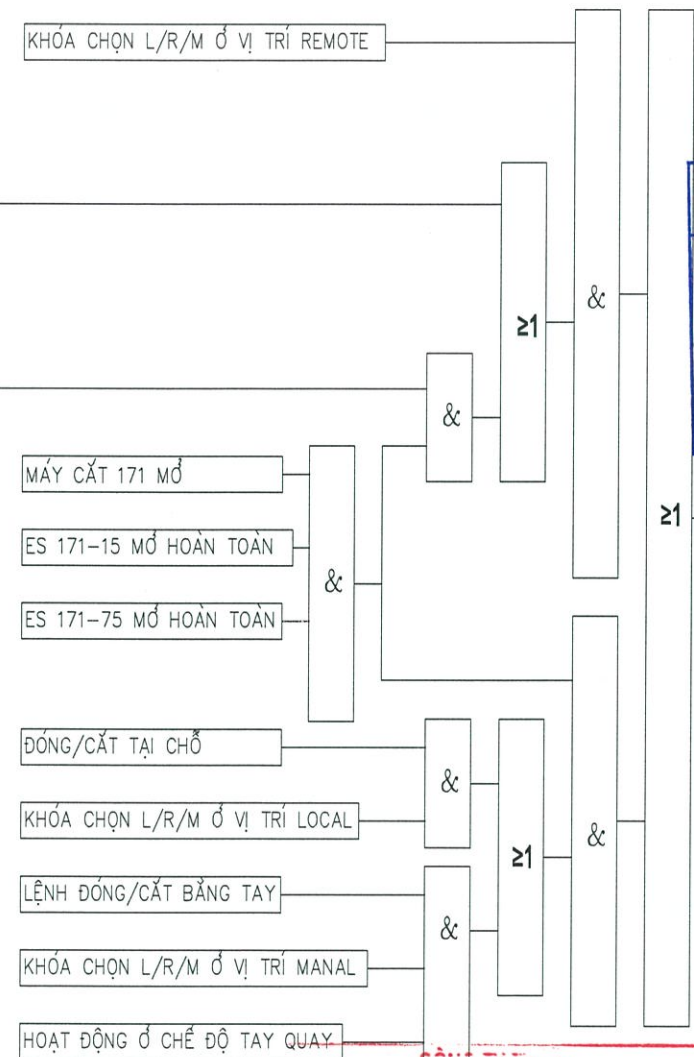 KHÓA CHỌN L/R/M Ở VỊ TRÍ REMOTE
&
≥1
&
MÁY CẮT 171 MỞ
≥1
ES 171-15 MỞ HOÀN TOÀN
&
ES 171-75 MỞ HOÀN TOÀN
ĐÓNG/CẮT TẠI CHỖ
&
KHÓA CHỌN L/R/M Ở VỊ TRÍ LOCAL
&
≥1
LỆNH ĐÓNG/CẮT BẰNG TAY
&
KHÓA CHỌN L/R/M Ở VỊ TRÍ MANAL
HOẠT ĐỘNG Ở CHẾ ĐỘ TAY QUAY